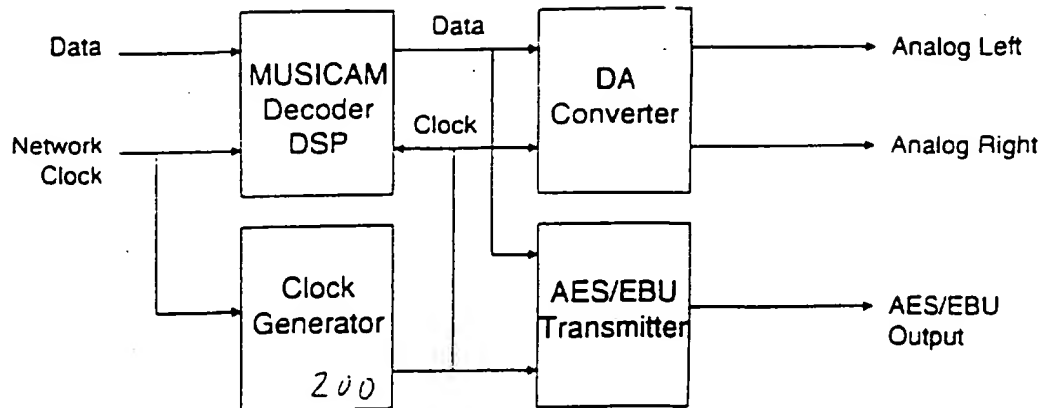 Data
Network
Clock
MUSICAM
Decoder
DSP
Data
Clock
DA
Converter
Analog Left
Analog Right
Clock
Generator
200
AES/EBU
Transmitter
AES/EBU
Output